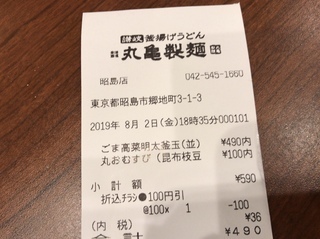 讃岐釜揚げうどん
丸亀製麺
昭島店 042-545-1660
東京都昭島市郷地町3-1-3
2019年 8月 2日(金)18時35分000101
ごま高菜明太釜玉(並) ¥490内
丸おむすび(昆布枝豆 ¥100内
小 計 額 ¥590
折込チラシ●100円引
@100× 1 -100
(内 税) ¥36
合 計 ¥490